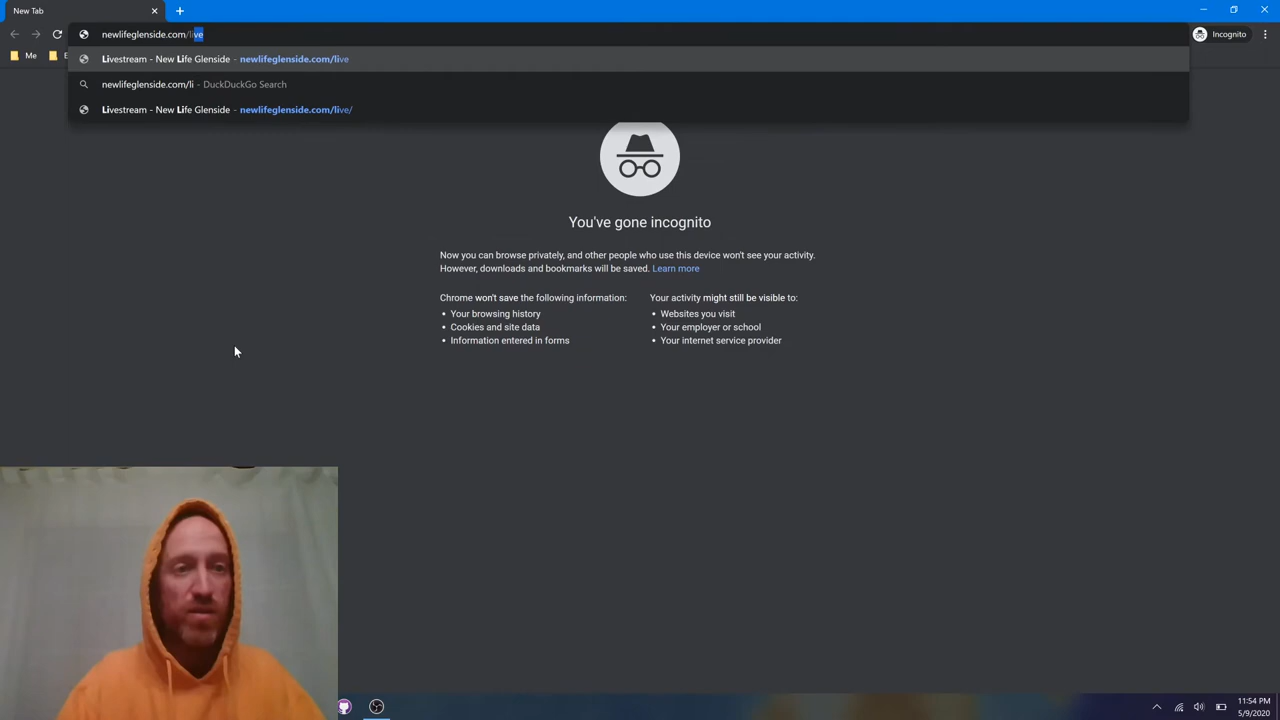 New Tab
newlifeglenside.com/live
Incognito
Livestream - New Life Glenside - newlifeglenside.com/live
newlifeglenside.com/li - DuckDuckGo Search
Livestream - New Life Glenside - newlifeglenside.com/live/
Me
You've gone incognito
Now you can browse privately, and other people who use this device won't see your activity.
However, downloads and bookmarks will be saved. Learn more
Chrome won't save the following information:
• Your browsing history
• Cookies and site data
• Information entered in forms
Your activity might still be visible to:
• Websites you visit
• Your employer or school
• Your internet service provider
11:54 PM
5/9/2020